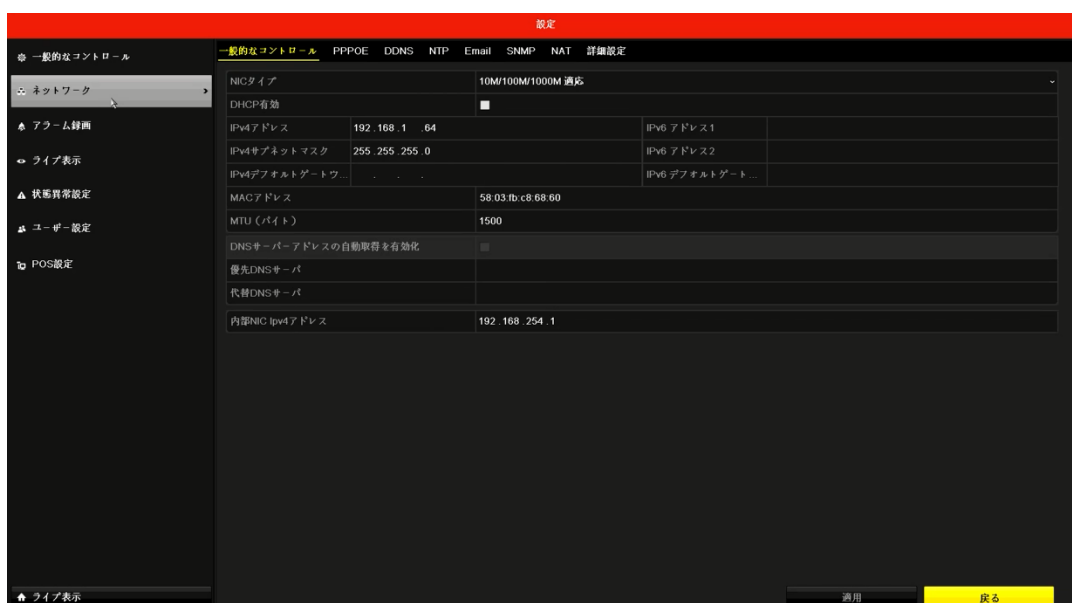 設定
一般的なコントロール
ネットワーク
アラーム録画
ライブ表示
状態異常設定
ユーザー設定
POS設定
ライブ表示
一般的なコントロール PPPOE DDNS NTP Email SNMP NAT 詳細設定
NICタイプ 10M/100M/1000M 適応
DHCP有効
IPv4アドレス 192.168.1.64 IPv6 アドレス1
IPv4サブネットマスク 255.255.255.0 IPv6 アドレス2
IPv4デフォルトゲートウ... . . . IPv6 デフォルトゲート...
MACアドレス 58:03:fb:c8:68:60
MTU(バイト) 1500
DNSサーバーアドレスの自動取得を有効化
優先DNSサーバ
代替DNSサーバ
内部NIC Ipv4アドレス 192.168.254.1
適用 戻る